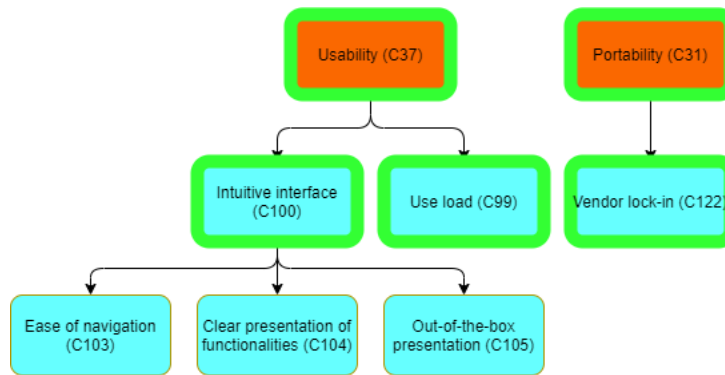 Usability (C37)
Portability (C31)
Intuitive interface
(C100)
Use load (C99)
Vendor lock-in (C122)
Ease of navigation
(C103)
Clear presentation of
functionalities (C104)
Out-of-the-box
presentation (C105)